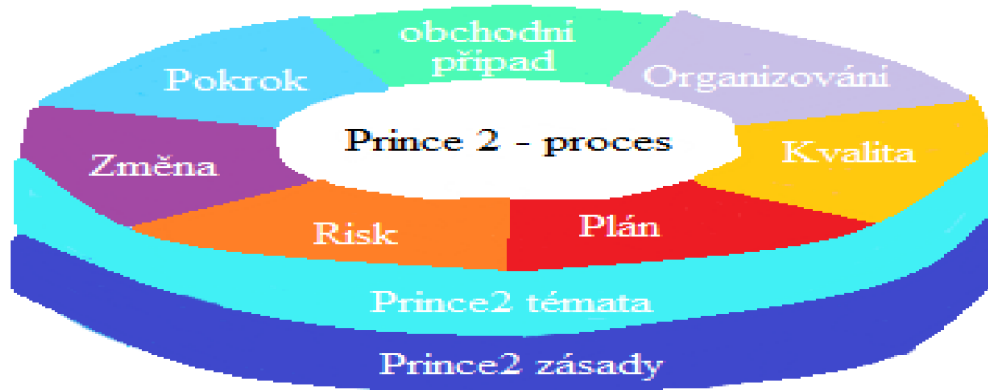 obchodní
případ
Pokrok
Organizování
Prince 2 - proces
Změna
Kvalita
Risk
Plán
Prince2 témata
Prince2 zásady